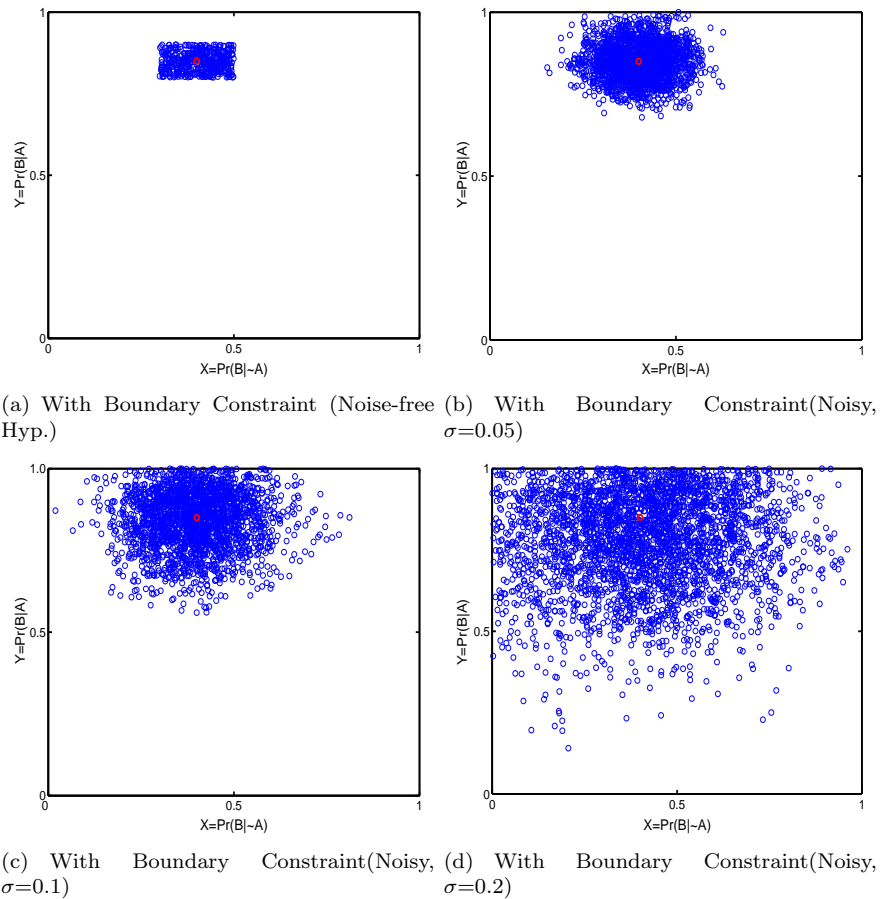 1
0.5
0
Y=Pr(B|A)
0.5
1
X=Pr(B|~A)
1
0.5
0
Y=Pr(B|A)
0
0.5
1
X=Pr(B|~A)
(a) With Boundary Constraint (Noise-free Hyp.)
(b) With Boundary Constraint(Noisy, σ=0.05)
1.0
0.5
0
Y=Pr(B|A)
0
0.5
1
X=Pr(B|~A)
1
0.5
0
Y=Pr(B|A)
0
0.5
1
X=Pr(B|~A)
(c) With Boundary Constraint(Noisy, σ=0.1)
(d) With Boundary Constraint(Noisy, σ=0.2)